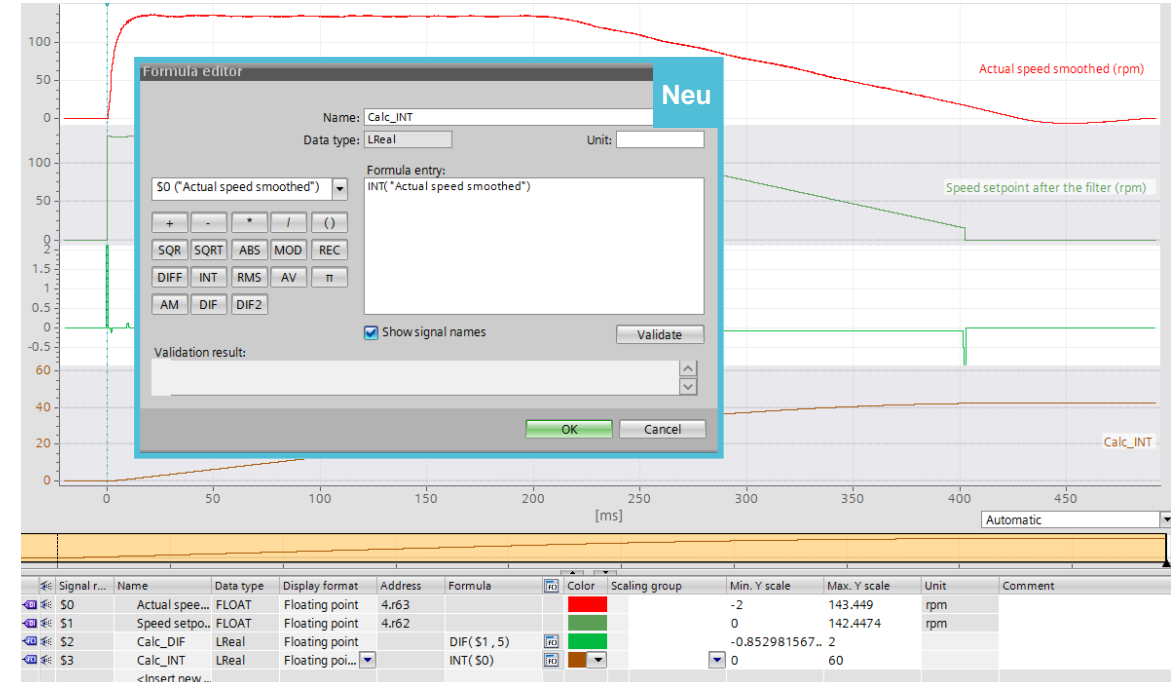 100
50
0
Actual speed smoothed (rpm)
100
50
0
Speed setpoint after the filter (rpm)
2
1.5
1
0.5
0
-0.5
60
40
20
0
Calc_INT
Formula editor
Neu
Name: Calc_INT
Data type: LReal Unit:
Formula entry:
$0 ("Actual speed smoothed") INT("Actual speed smoothed")
+ - * / ()
SQR SQRT ABS MOD REC
DIFF INT RMS AV π
AM DIF DIF2
Show signal names Validate
Validation result:
OK Cancel
0 50 100 150 200 250 300 350 400 450
[ms]
Automatic
Signal r... Name Data type Display format Address Formula Color Scaling group Min. Y scale Max. Y scale Unit Comment
$0 Actual spee... FLOAT Floating point 4.r63 -2 143.449 rpm
$1 Speed setpo.. FLOAT Floating point 4.r62 0 142.4474 rpm
$2 Calc_DIF LReal Floating point DIF($1,5) -0.852981567.. 2
$3 Calc_INT LReal Floating poi... INT($0) 0 60
<Insert new ...